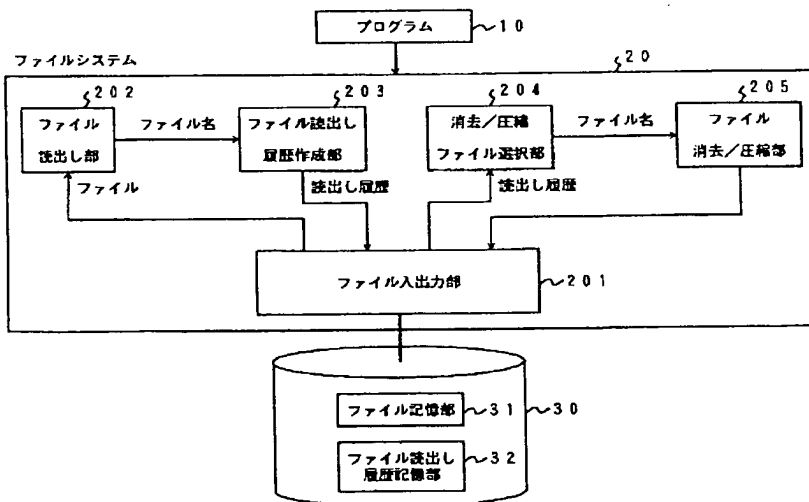 プログラム
10
ファイルシステム
20
202
203
204
205
ファイル
読出し部
ファイル名
ファイル読出し
履歴作成部
消去/圧縮
ファイル選択部
ファイル名
ファイル
消去/圧縮部
ファイル
読出し履歴
読出し履歴
ファイル入出力部
201
ファイル記憶部
31
30
ファイル読出し
履歴記憶部
32